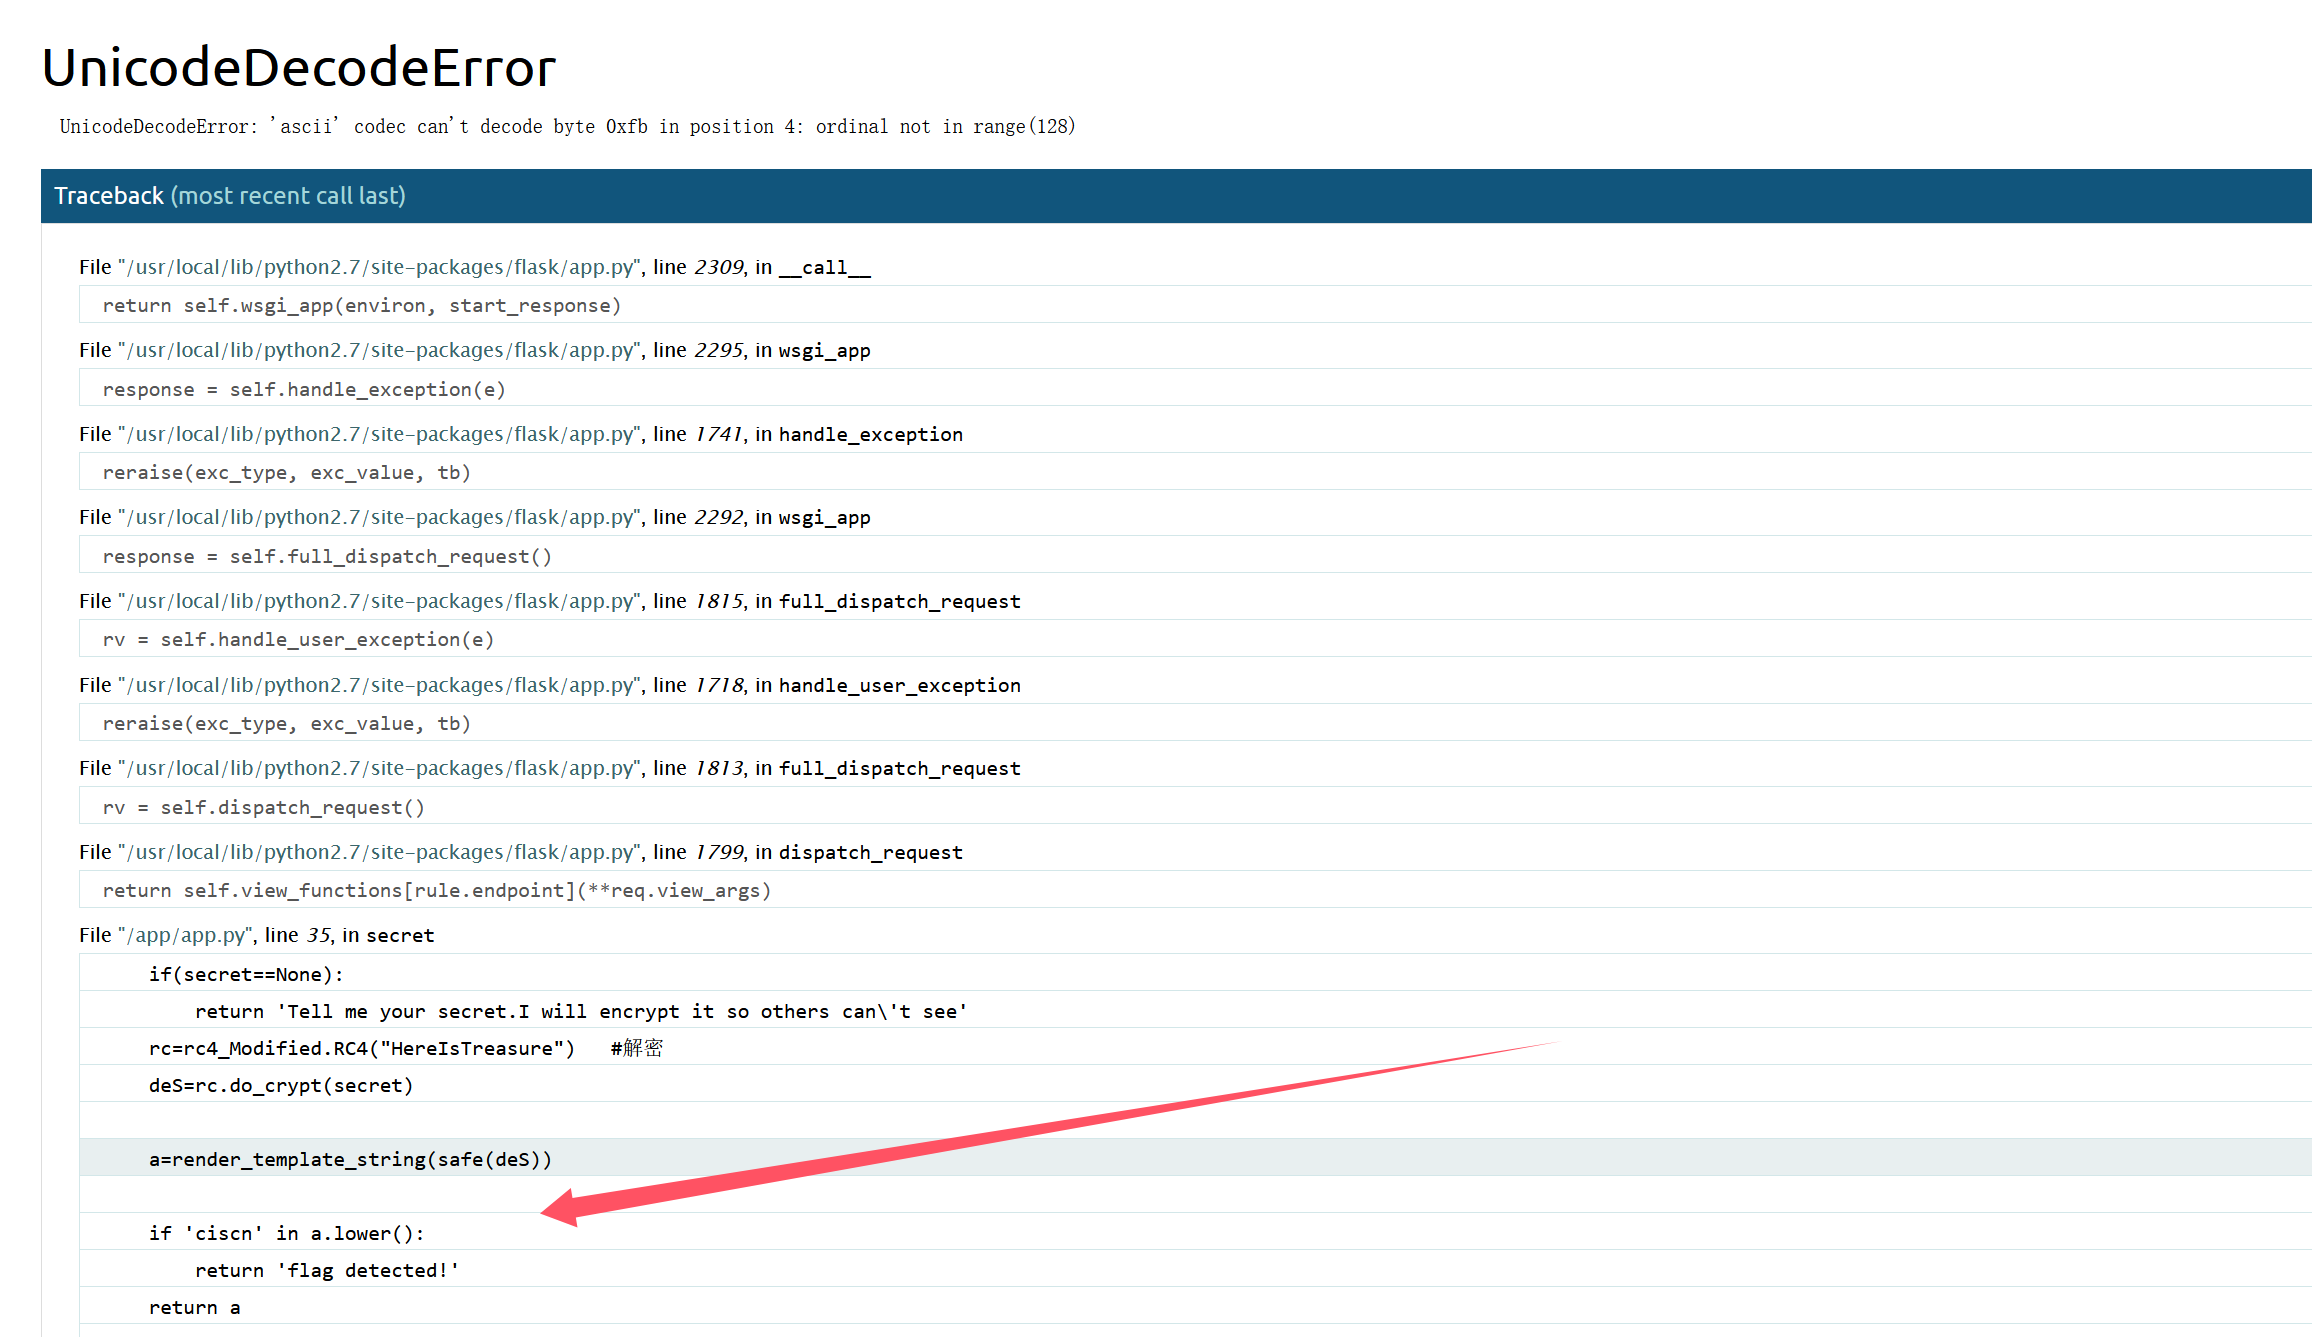 UnicodeDecodeError
UnicodeDecodeError: 'ascii' codec can't decode byte 0xfb in position 4: ordinal not in range(128)
Traceback (most recent call last)
File "/usr/local/lib/python2.7/site-packages/flask/app.py", line 2309, in __call__
return self.wsgi_app(environ, start_response)
File "/usr/local/lib/python2.7/site-packages/flask/app.py", line 2295, in wsgi_app
response = self.handle_exception(e)
File "/usr/local/lib/python2.7/site-packages/flask/app.py", line 1741, in handle_exception
reraise(exc_type, exc_value, tb)
File "/usr/local/lib/python2.7/site-packages/flask/app.py", line 2292, in wsgi_app
response = self.full_dispatch_request()
File "/usr/local/lib/python2.7/site-packages/flask/app.py", line 1815, in full_dispatch_request
rv = self.handle_user_exception(e)
File "/usr/local/lib/python2.7/site-packages/flask/app.py", line 1718, in handle_user_exception
reraise(exc_type, exc_value, tb)
File "/usr/local/lib/python2.7/site-packages/flask/app.py", line 1813, in full_dispatch_request
rv = self.dispatch_request()
File "/usr/local/lib/python2.7/site-packages/flask/app.py", line 1799, in dispatch_request
return self.view_functions[rule.endpoint](**req.view_args)
File "/app/app.py", line 35, in secret
if(secret==None):
return 'Tell me your secret.I will encrypt it so others can\'t see'
rc=rc4_Modified.RC4("HereIsTreasure")   #解密
deS=rc.do_crypt(secret)
a=render_template_string(safe(deS))
if 'ciscn' in a.lower():
return 'flag detected!'
return a